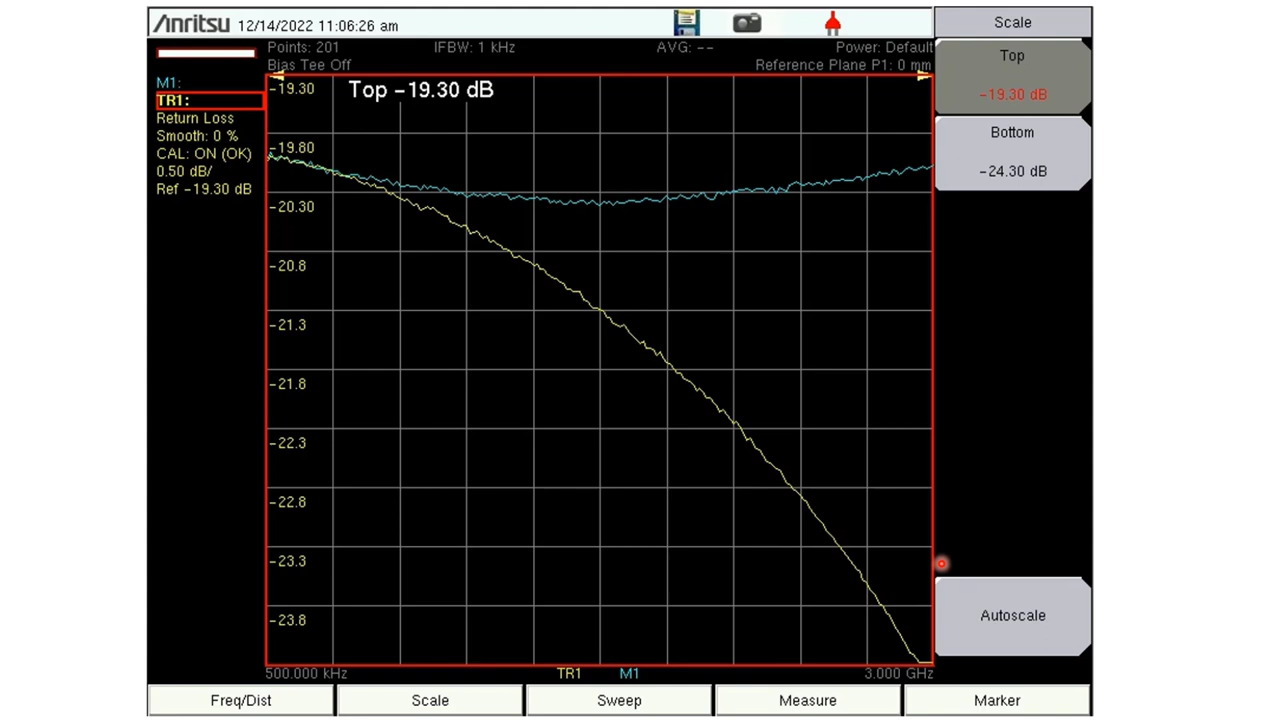 Anritsu 12/14/2022 11:06:26 am
Scale
Points: 201 IFBW: 1 kHz AVG: -- Power: Default
Bias Tee Off Reference Plane P1: 0 mm
Top
-19.30 dB
Bottom
-24.30 dB
Autoscale
M1:
TR1:
Return Loss
Smooth: 0 %
CAL: ON (OK)
0.50 dB/
Ref -19.30 dB
Top -19.30 dB
-19.30
-19.80
-20.30
-20.8
-21.3
-21.8
-22.3
-22.8
-23.3
-23.8
500.000 kHz TR1 M1 3.000 GHz
Freq/Dist Scale Sweep Measure Marker